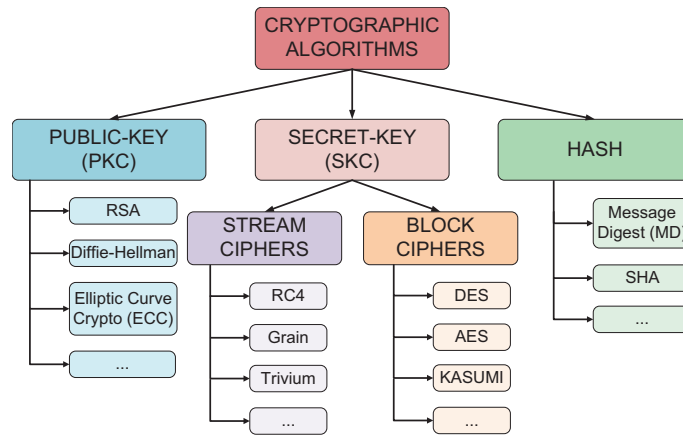 CRYPTOGRAPHIC
ALGORITHMS
PUBLIC-KEY
(PKC)
SECRET-KEY
(SKC)
HASH
RSA
Diffie-Hellman
Elliptic Curve
Crypto (ECC)
...
STREAM
CIPHERS
RC4
Grain
Trivium
...
BLOCK
CIPHERS
DES
AES
KASUMI
...
Message
Digest (MD)
SHA
...